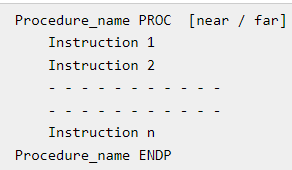 Procedure_name PROC  [near / far]
    Instruction 1
    Instruction 2
    - - - - - - - - - - -
    - - - - - - - - - - -
    Instruction n
Procedure_name ENDP